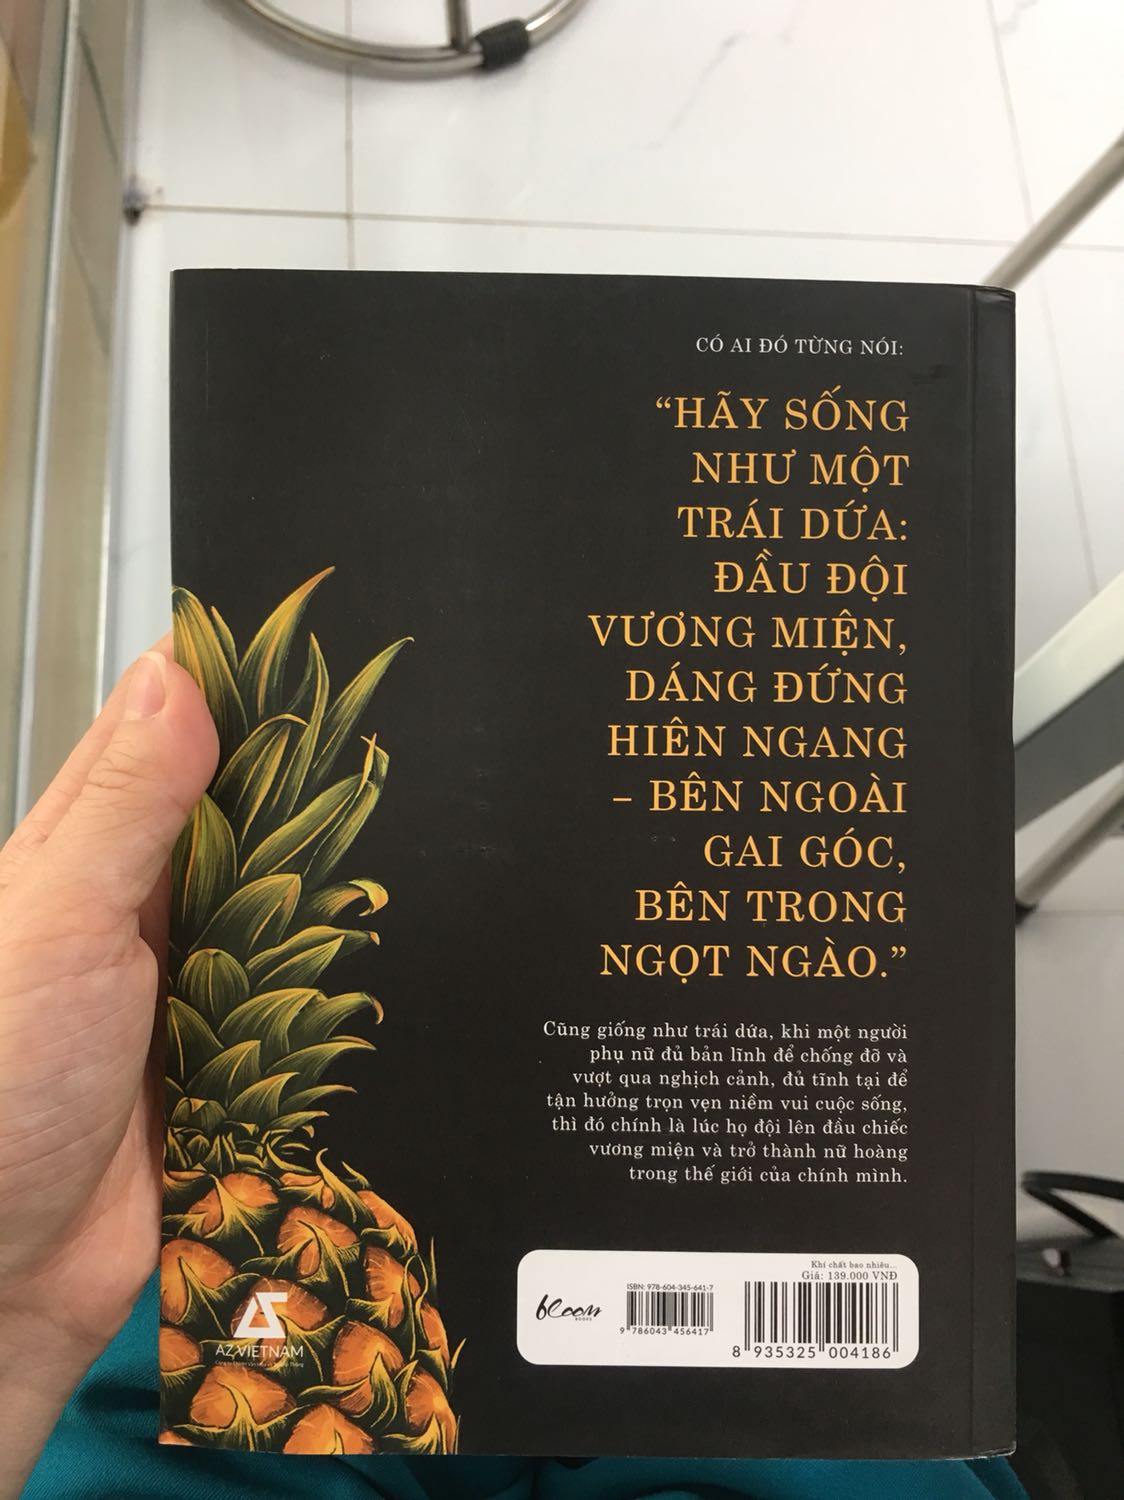 CÓ AI ĐÓ TỪNG NÓI:
“HÃY SỐNG
NHƯ MỘT
TRÁI DỨA:
ĐẦU ĐỘI
VƯƠNG MIỆN,
DÁNG ĐỨNG
HIÊN NGANG
– BÊN NGOÀI
GAI GÓC,
BÊN TRONG
NGỌT NGÀO.”
Cũng giống như trái dứa, khi một người
phụ nữ đủ bản lĩnh để chống đỡ và
vượt qua nghịch cảnh, đủ tĩnh tại để
tận hưởng trọn vẹn niềm vui cuộc sống,
thì đó chính là lúc họ đội lên đầu chiếc
vương miện và trở thành nữ hoàng
trong thế giới của chính mình.
Khí chất bao nhiêu...
Giá: 139.000 VNĐ
ISBN: 978-604-345-641-7
bloom
BOOKS
9 786043 456417
8 935325 004186
AZ VIETNAM